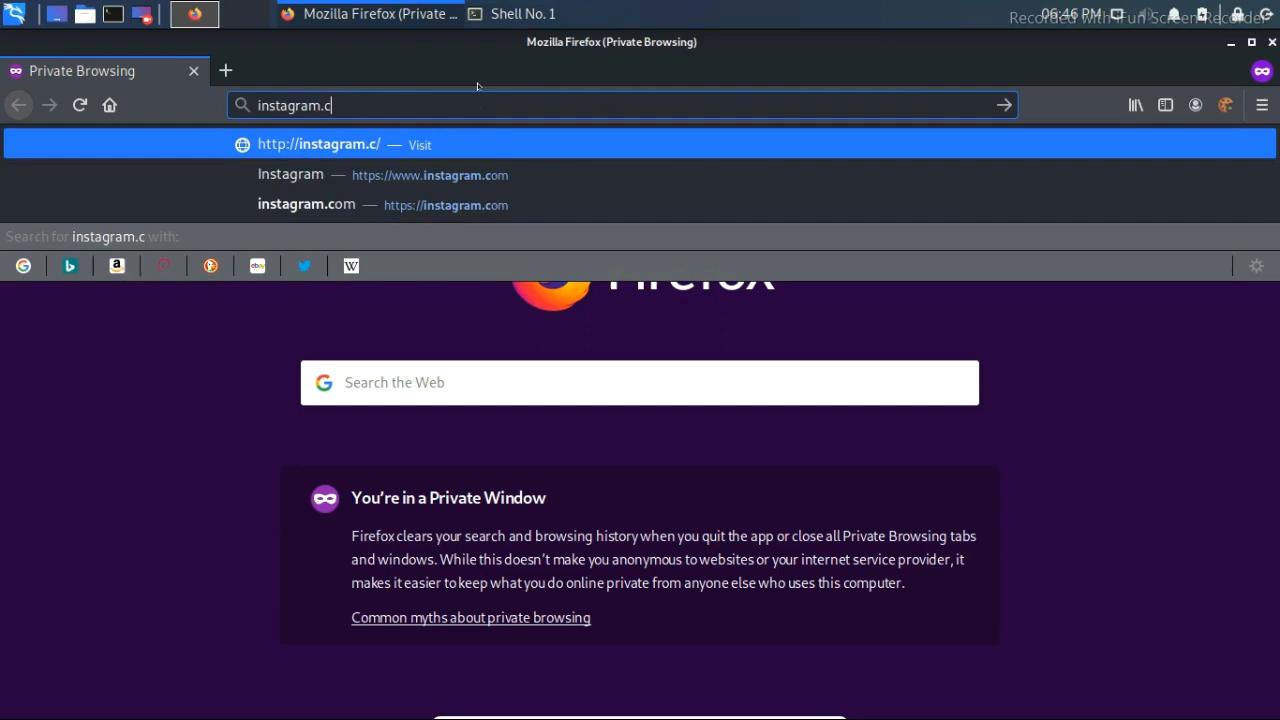 Mozilla Firefox (Private ...
Shell No. 1
06:46 PM
Recorded with iFun Screen Recorder
Mozilla Firefox (Private Browsing)
Private Browsing
instagram.c
http://instagram.c/ — Visit
Instagram — https://www.instagram.com
instagram.com — https://instagram.com
Search for instagram.c with:
Firefox
Search the Web
You're in a Private Window
Firefox clears your search and browsing history when you quit the app or close all Private Browsing tabs
and windows. While this doesn't make you anonymous to websites or your internet service provider, it
makes it easier to keep what you do online private from anyone else who uses this computer.
Common myths about private browsing